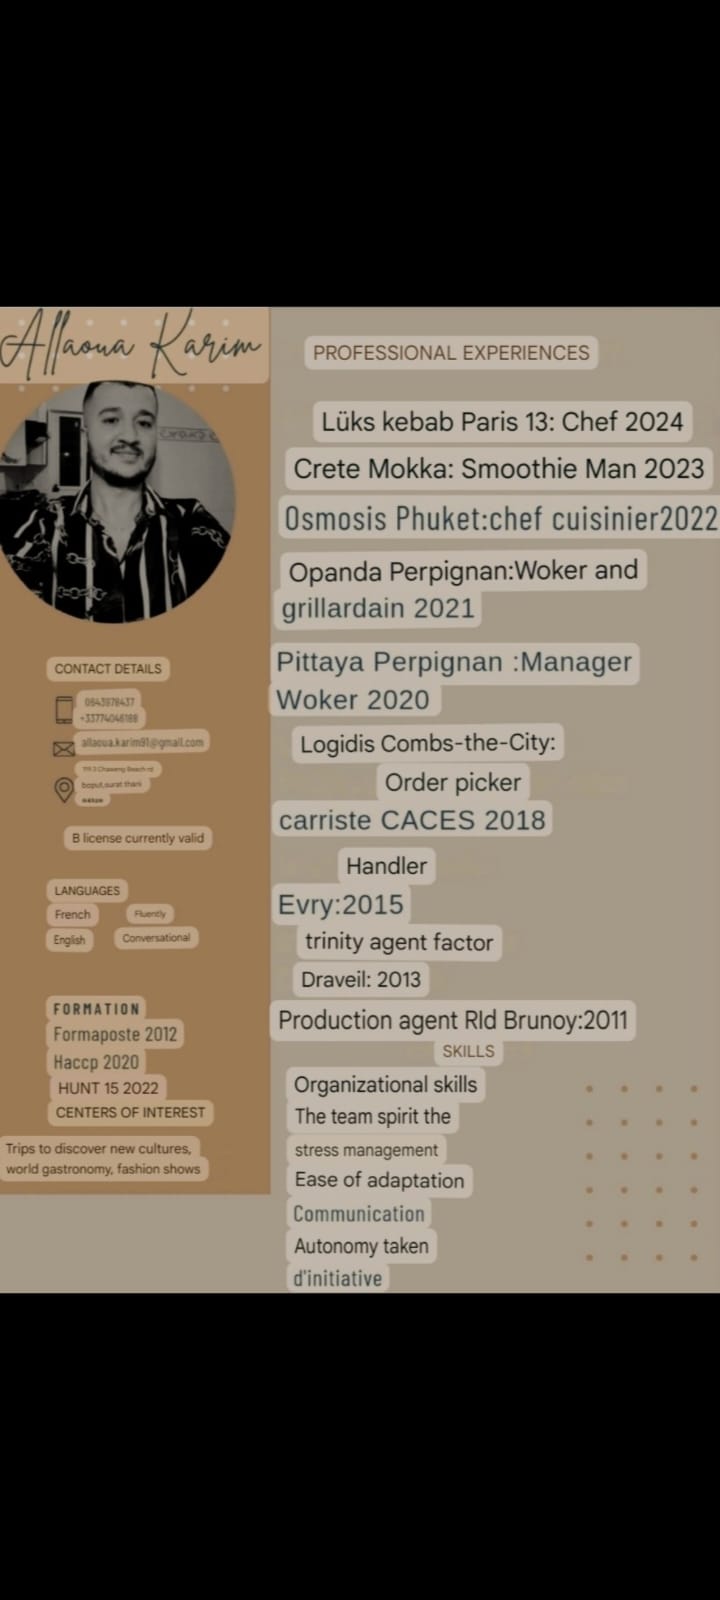 Allaoua Karim
CONTACT DETAILS
allaoua.karim91@gmail.com
B license currently valid
LANGUAGES
French Fluently
English Conversational
FORMATION
Formaposte 2012
Haccp 2020
HUNT 15 2022
CENTERS OF INTEREST
Trips to discover new cultures,
world gastronomy, fashion shows
PROFESSIONAL EXPERIENCES
Lüks kebab Paris 13: Chef 2024
Crete Mokka: Smoothie Man 2023
Osmosis Phuket:chef cuisinier2022
Opanda Perpignan:Woker and
grillardain 2021
Pittaya Perpignan :Manager
Woker 2020
Logidis Combs-the-City:
Order picker
carriste CACES 2018
Handler
Evry:2015
trinity agent factor
Draveil: 2013
Production agent Rld Brunoy:2011
SKILLS
Organizational skills
The team spirit the
stress management
Ease of adaptation
Communication
Autonomy taken
d'initiative